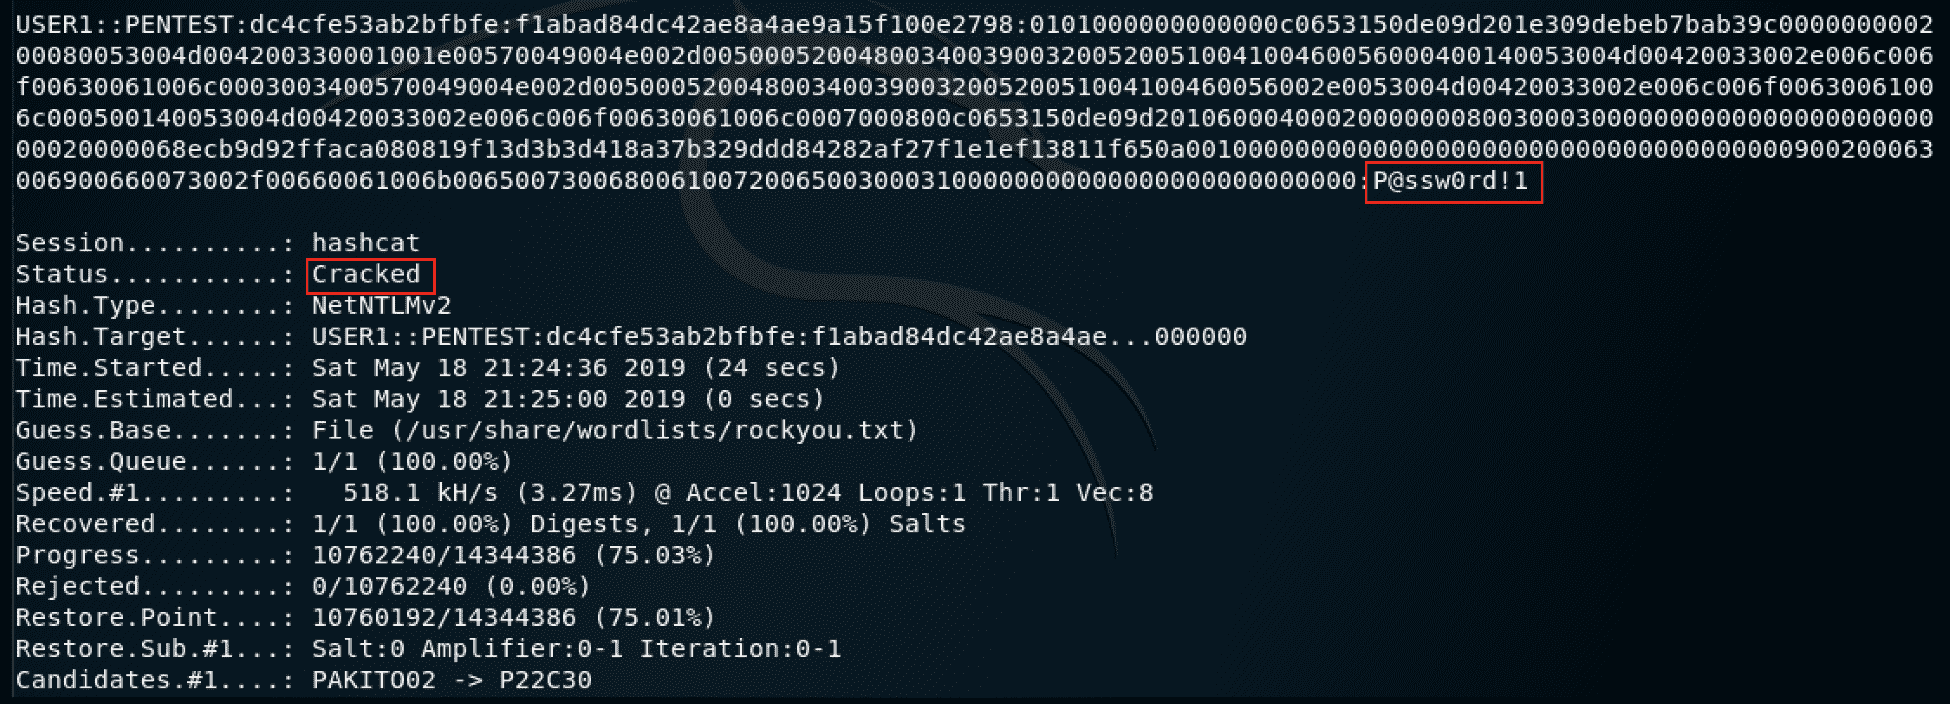 USER1::PENTEST:dc4cfe53ab2bfbfe:f1abad84dc42ae8a4ae9a15f100e2798:0101000000000000c0653150de09d201e309debeb7bab39c0000000002
00080053004d004200330001001e00570049004e002d00500052004800340039003200520051004100460056000400140053004d00420033002e006c006
f00630061006c0003003400570049004e002d00500052004800340039003200520051004100460056002e0053004d00420033002e006c006f0063006100
6c000500140053004d00420033002e006c006f00630061006c0007000800c0653150de09d2010600040002000000080030003000000000000000000000
00020000068ecb9d92ffaca080819f13d3b3d418a37b329ddd84282af27f1e1ef13811f650a001000000000000000000000000000000000000900200063
006900660073002f00660061006b00650073006800610072006500300031000000000000000000000000000:P@ssw0rd!1
Session..........: hashcat
Status...........: Cracked
Hash.Type........: NetNTLMv2
Hash.Target......: USER1::PENTEST:dc4cfe53ab2bfbfe:f1abad84dc42ae8a4ae...000000
Time.Started.....: Sat May 18 21:24:36 2019 (24 secs)
Time.Estimated...: Sat May 18 21:25:00 2019 (0 secs)
Guess.Base.......: File (/usr/share/wordlists/rockyou.txt)
Guess.Queue......: 1/1 (100.00%)
Speed.#1.........:   518.1 kH/s (3.27ms) @ Accel:1024 Loops:1 Thr:1 Vec:8
Recovered........: 1/1 (100.00%) Digests, 1/1 (100.00%) Salts
Progress.........: 10762240/14344386 (75.03%)
Rejected.........: 0/10762240 (0.00%)
Restore.Point....: 10760192/14344386 (75.01%)
Restore.Sub.#1...: Salt:0 Amplifier:0-1 Iteration:0-1
Candidates.#1....: PAKITO02 -> P22C30